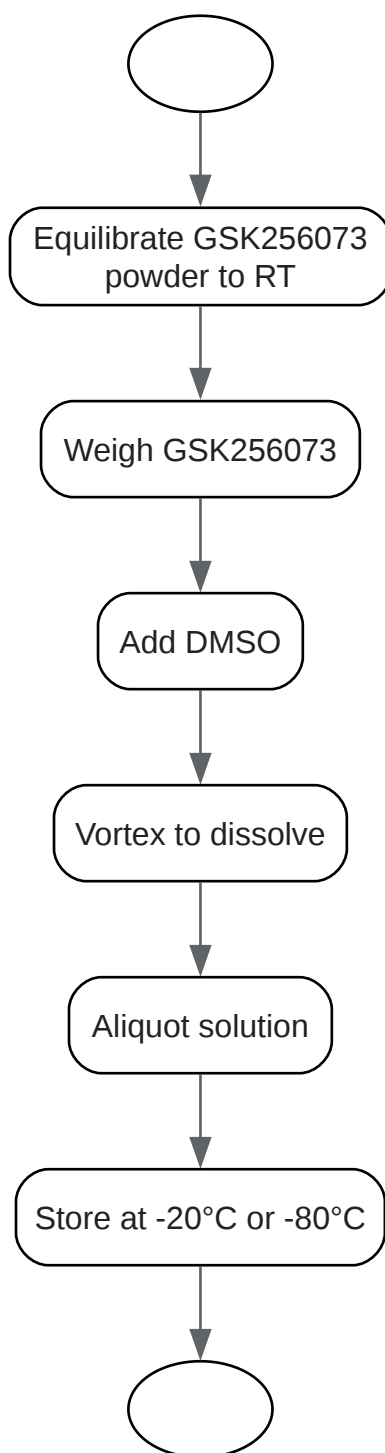 Equilibrate GSK256073
powder to RT
Weigh GSK256073
Add DMSO
Vortex to dissolve
Aliquot solution
Store at -20°C or -80°C